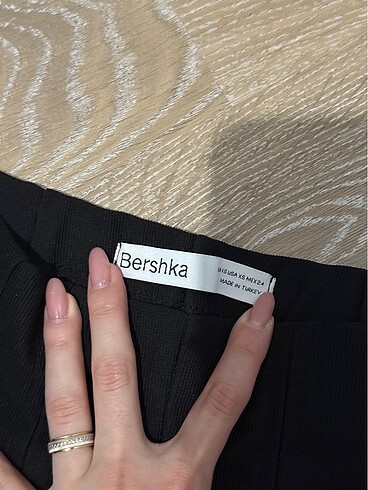 Bershka
XS USA XS MEX 24
MADE IN TURKEY